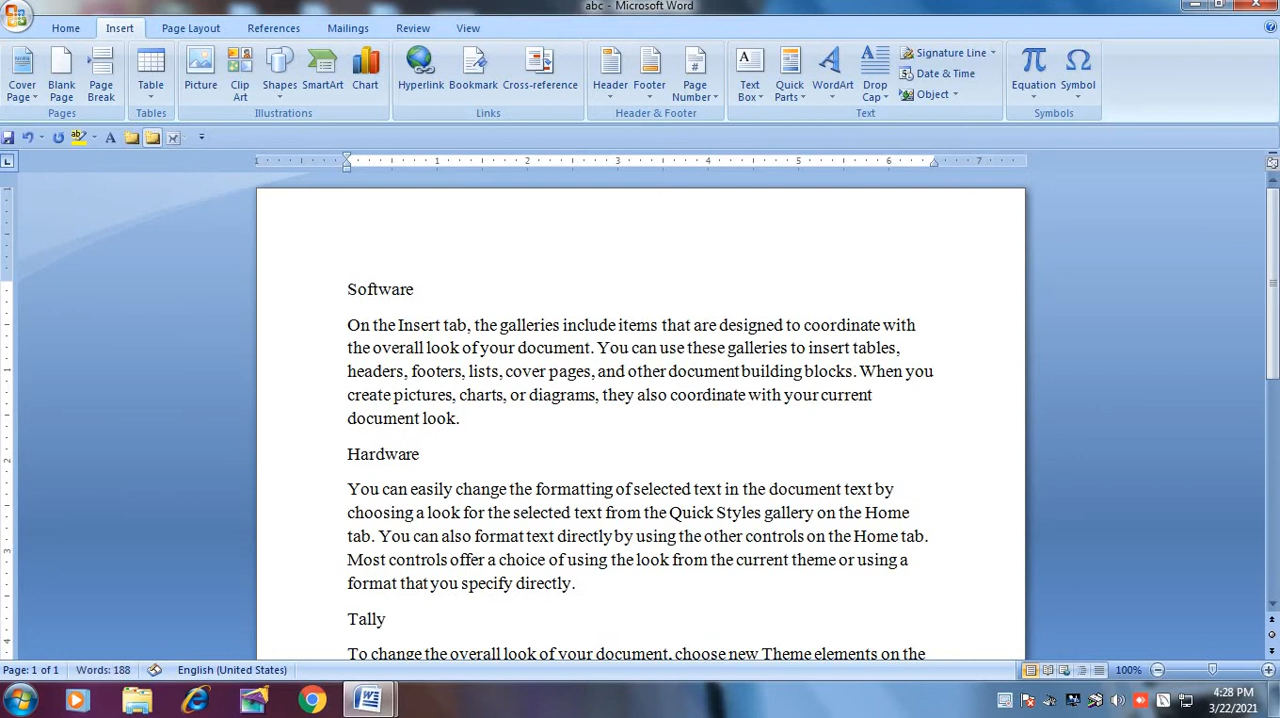 abc - Microsoft Word
Home Insert Page Layout References Mailings Review View
Cover Page Blank Page Page Break Table Picture Clip Art Shapes SmartArt Chart Hyperlink Bookmark Cross-reference Header Footer Page Number Text Box Quick Parts WordArt Drop Cap Signature Line Date & Time Object Equation Symbol
Pages Tables Illustrations Links Header & Footer Text Symbols
1 1 2 3 4 5 6 7
Software
On the Insert tab, the galleries include items that are designed to coordinate with
the overall look of your document. You can use these galleries to insert tables,
headers, footers, lists, cover pages, and other document building blocks. When you
create pictures, charts, or diagrams, they also coordinate with your current
document look.
Hardware
You can easily change the formatting of selected text in the document text by
choosing a look for the selected text from the Quick Styles gallery on the Home
tab. You can also format text directly by using the other controls on the Home tab.
Most controls offer a choice of using the look from the current theme or using a
format that you specify directly.
Tally
To change the overall look of your document, choose new Theme elements on the
Page: 1 of 1 Words: 188 English (United States) 100%
4:28 PM
3/22/2021